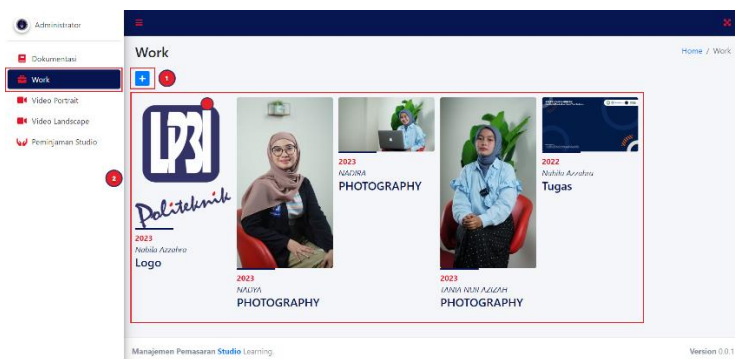 Administrator
Dokumentasi
Work
Video Portrait
Video Landscape
Peminjaman Studio
Work
Home / Work
+
1
2
LP3I
Politeknik
2023
Nabila Azzahra
Logo
2023
NADYA
PHOTOGRAPHY
2023
NADIRA
PHOTOGRAPHY
2023
TANIA NUR AZIZAH
PHOTOGRAPHY
2022
Nabila Azzahra
Tugas
Manajemen Pemasaran Studio Learning.
Version 0.0.1